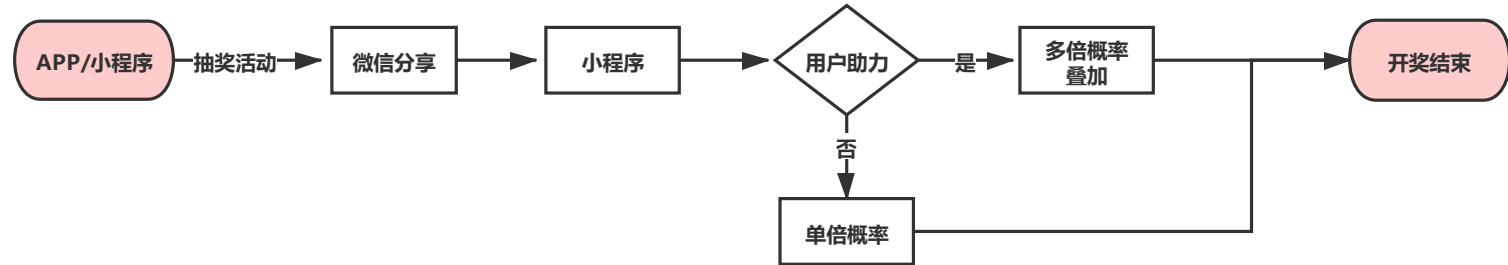 APP/小程序
抽奖活动
微信分享
小程序
用户助力
是
多倍概率
叠加
开奖结束
否
单倍概率